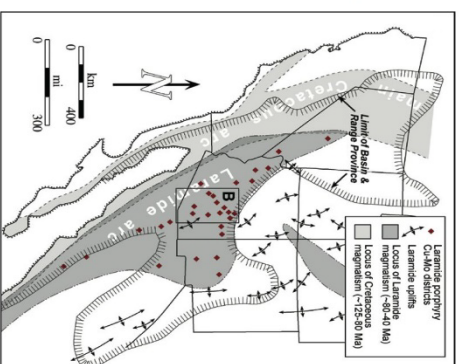 Laramide porphyry
Cu-Mo districts
Laramide uplifts
Locus of Laramide
magmatism (~80-40 Ma)
Locus of Cretaceous
magmatism (~125-80 Ma)
Limit of Basin &
Range Province
main Cretaceous arc
Laramide arc
B
N
0 km 400
0 mi 300